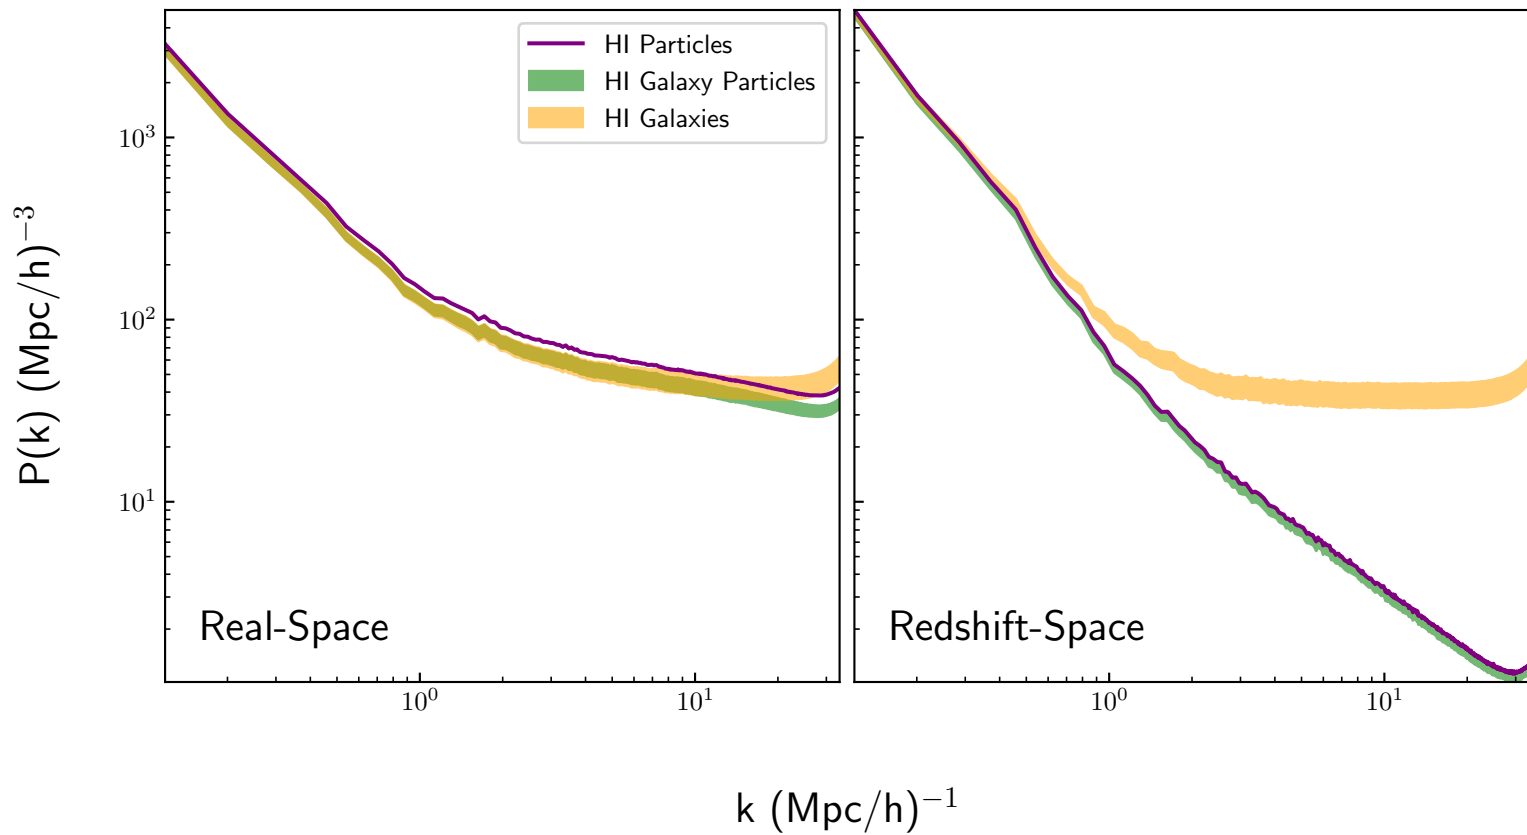 HI Particles
HI Galaxy Particles
HI Galaxies
P(k) (Mpc/h)⁻³
10³
10²
10¹
Real-Space
Redshift-Space
10⁰ 10¹ 10⁰ 10¹
k (Mpc/h)⁻¹